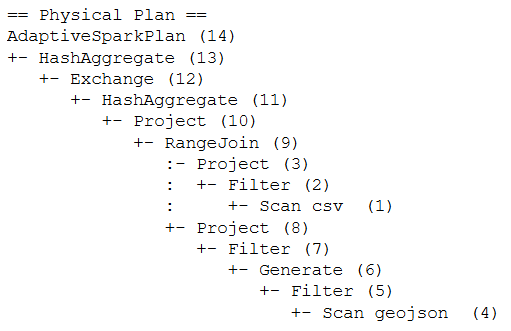 == Physical Plan ==
AdaptiveSparkPlan (14)
+- HashAggregate (13)
   +- Exchange (12)
      +- HashAggregate (11)
         +- Project (10)
            +- RangeJoin (9)
               :- Project (3)
               :  +- Filter (2)
               :     +- Scan csv  (1)
               +- Project (8)
                  +- Filter (7)
                     +- Generate (6)
                        +- Filter (5)
                           +- Scan geojson  (4)